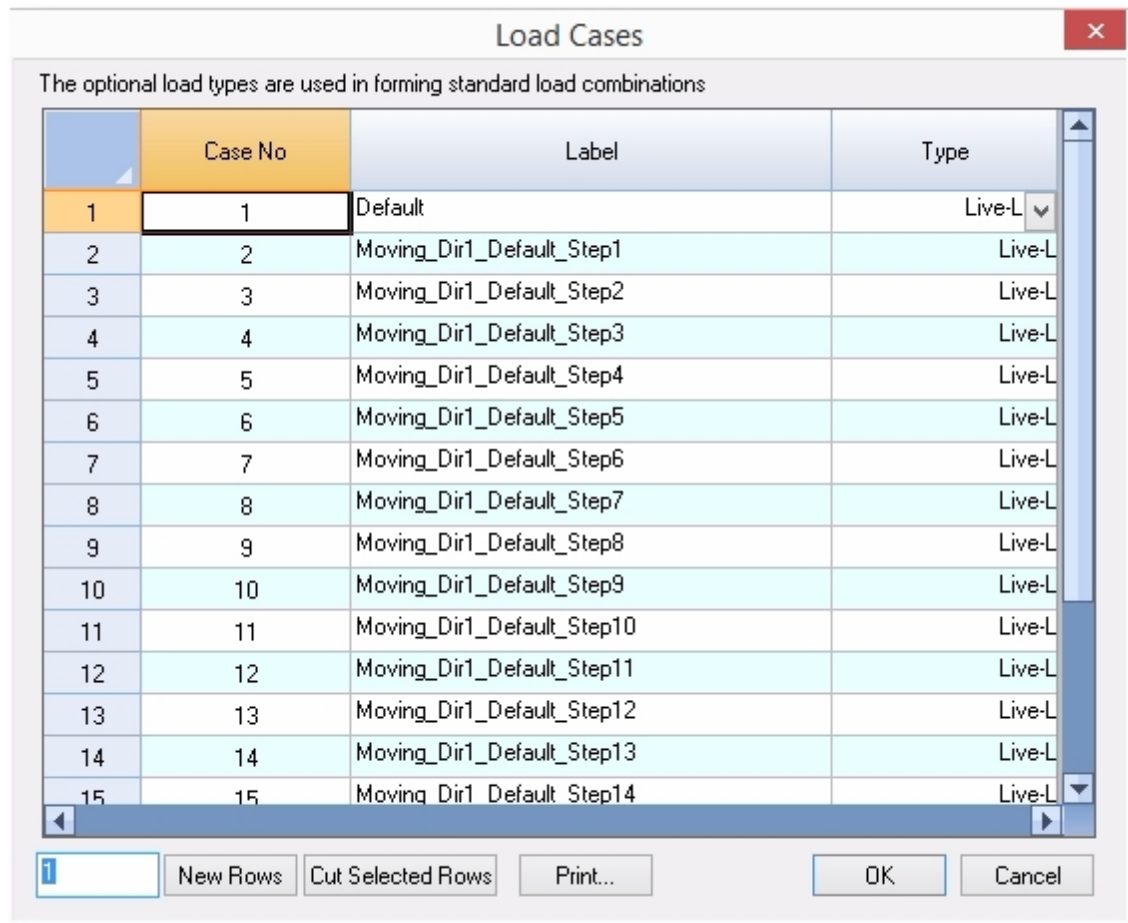 Load Cases
The optional load types are used in forming standard load combinations
Case No Label Type
1 1 Default Live-L
2 2 Moving_Dir1_Default_Step1 Live-L
3 3 Moving_Dir1_Default_Step2 Live-L
4 4 Moving_Dir1_Default_Step3 Live-L
5 5 Moving_Dir1_Default_Step4 Live-L
6 6 Moving_Dir1_Default_Step5 Live-L
7 7 Moving_Dir1_Default_Step6 Live-L
8 8 Moving_Dir1_Default_Step7 Live-L
9 9 Moving_Dir1_Default_Step8 Live-L
10 10 Moving_Dir1_Default_Step9 Live-L
11 11 Moving_Dir1_Default_Step10 Live-L
12 12 Moving_Dir1_Default_Step11 Live-L
13 13 Moving_Dir1_Default_Step12 Live-L
14 14 Moving_Dir1_Default_Step13 Live-L
15 15 Moving_Dir1_Default_Step14 Live-L
1 New Rows Cut Selected Rows Print... OK Cancel